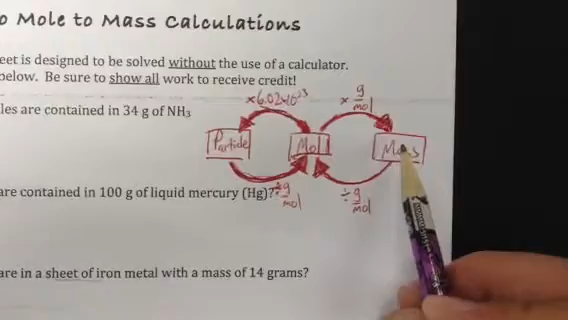 o Mole to Mass Calculations
eet is designed to be solved without the use of a calculator.
below. Be sure to show all work to receive credit!
×6.02×10²³
× g/mol
les are contained in 34 g of NH₃
Particle
Mol
Mass
are contained in 100 g of liquid mercury (Hg)?
÷ g/mol
÷ g/mol
are in a sheet of iron metal with a mass of 14 grams?